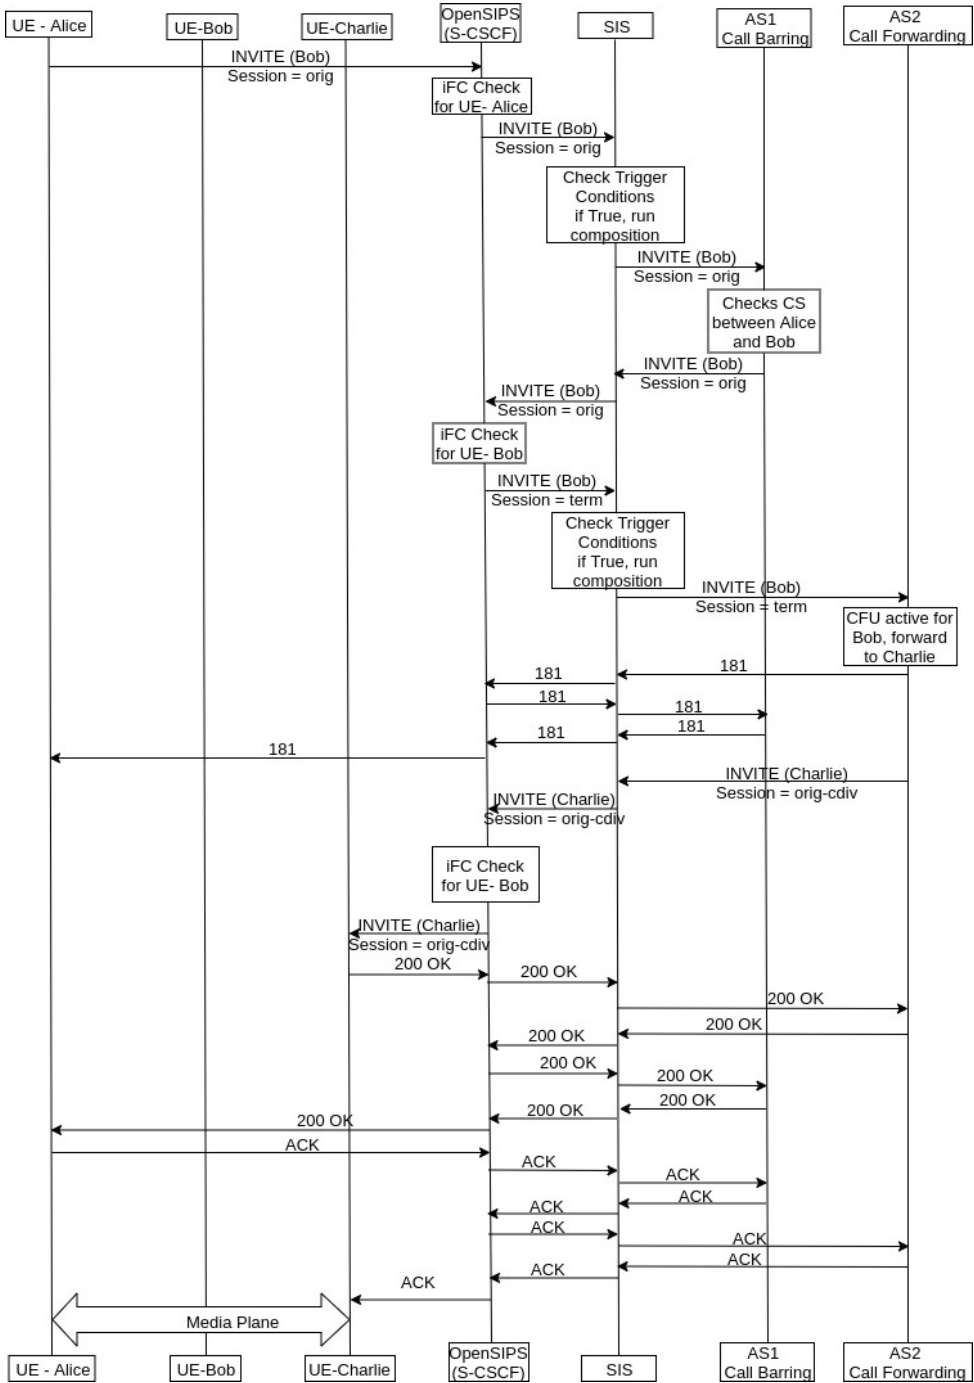 UE - Alice
UE-Bob
UE-Charlie
OpenSIPS
(S-CSCF)
SIS
AS1
Call Barring
AS2
Call Forwarding
INVITE (Bob)
Session = orig
iFC Check
for UE- Alice
INVITE (Bob)
Session = orig
Check Trigger
Conditions
if True, run
composition
INVITE (Bob)
Session = orig
Checks CS
between Alice
and Bob
INVITE (Bob)
Session = orig
INVITE (Bob)
Session = orig
iFC Check
for UE- Bob
INVITE (Bob)
Session = term
Check Trigger
Conditions
if True, run
composition
INVITE (Bob)
Session = term
CFU active for
Bob, forward
to Charlie
181
181
181
181
181
181
181
INVITE (Charlie)
Session = orig-cdiv
INVITE (Charlie)
Session = orig-cdiv
iFC Check
for UE- Bob
INVITE (Charlie)
Session = orig-cdiv
200 OK
200 OK
200 OK
200 OK
200 OK
200 OK
200 OK
200 OK
200 OK
200 OK
ACK
ACK
ACK
ACK
ACK
ACK
ACK
ACK
ACK
ACK
Media Plane
UE - Alice
UE-Bob
UE-Charlie
OpenSIPS
(S-CSCF)
SIS
AS1
Call Barring
AS2
Call Forwarding